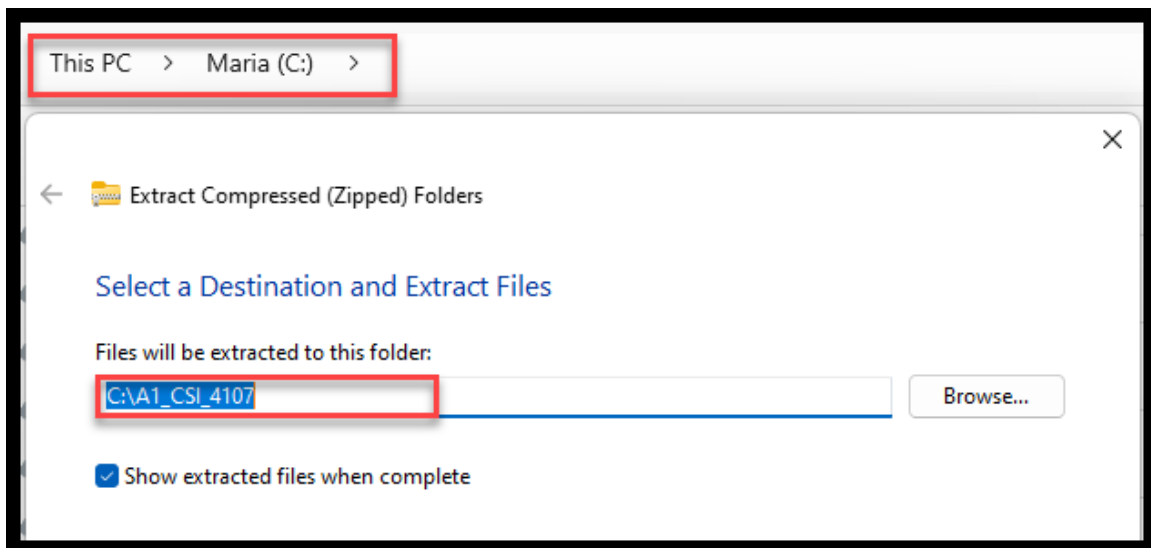 This PC > Maria (C:) >
Extract Compressed (Zipped) Folders
Select a Destination and Extract Files
Files will be extracted to this folder:
C:\A1_CSI_4107
Browse...
Show extracted files when complete